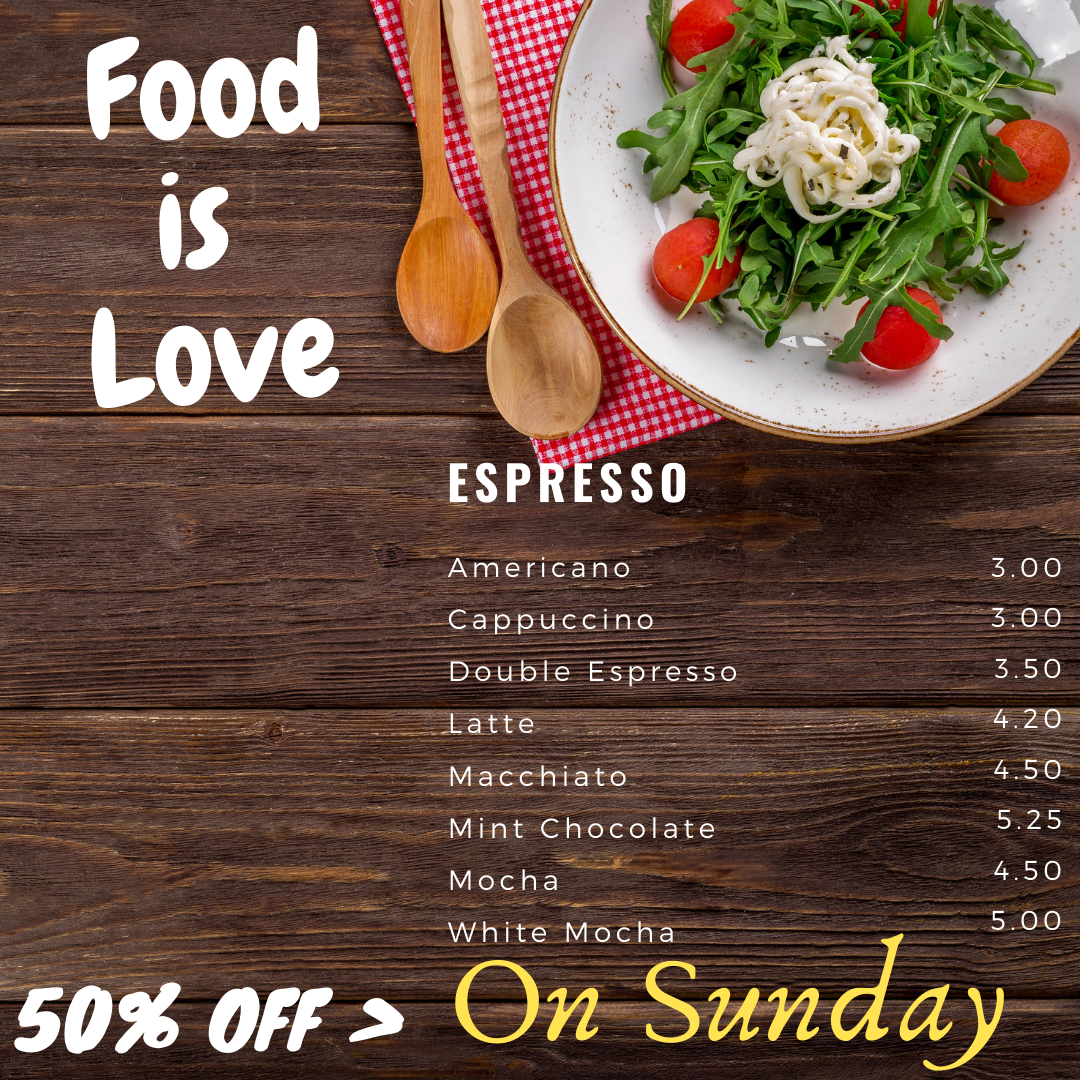 Food
is
Love
ESPRESSO
Americano 3.00
Cappuccino 3.00
Double Espresso 3.50
Latte 4.20
Macchiato 4.50
Mint Chocolate 5.25
Mocha 4.50
White Mocha 5.00
50% OFF > On Sunday